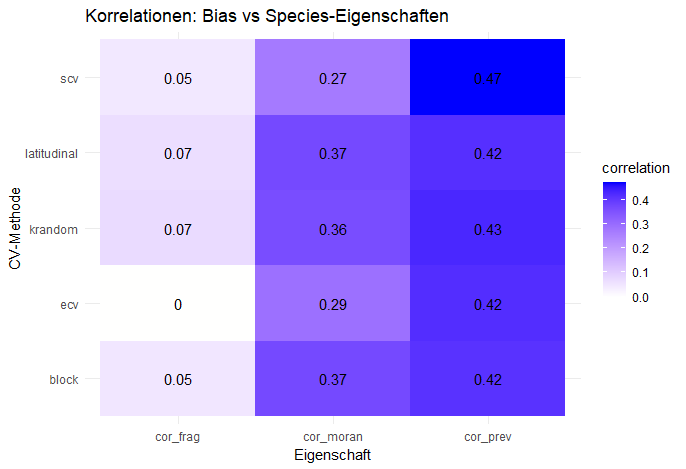 Korrelationen: Bias vs Species-Eigenschaften
CV-Methode
scv 0.05 0.27 0.47
latitudinal 0.07 0.37 0.42
krandom 0.07 0.36 0.43
ecv 0 0.29 0.42
block 0.05 0.37 0.42
cor_frag cor_moran cor_prev
Eigenschaft
correlation
0.4
0.3
0.2
0.1
0.0